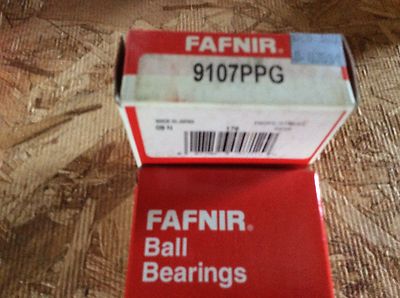 FAFNIR®
9107PPG
MADE IN JAPAN
FAFNIR®
Ball
Bearings